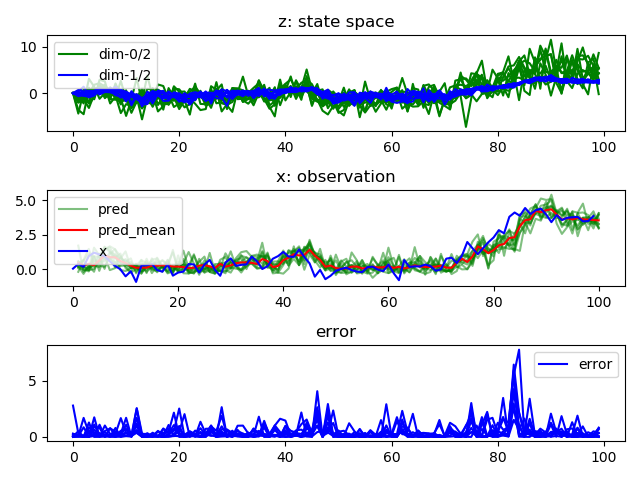 z: state space
10
0
dim-0/2
dim-1/2
0 20 40 60 80 100
x: observation
5.0
2.5
0.0
pred
pred_mean
x
0 20 40 60 80 100
error
5
0
error
0 20 40 60 80 100